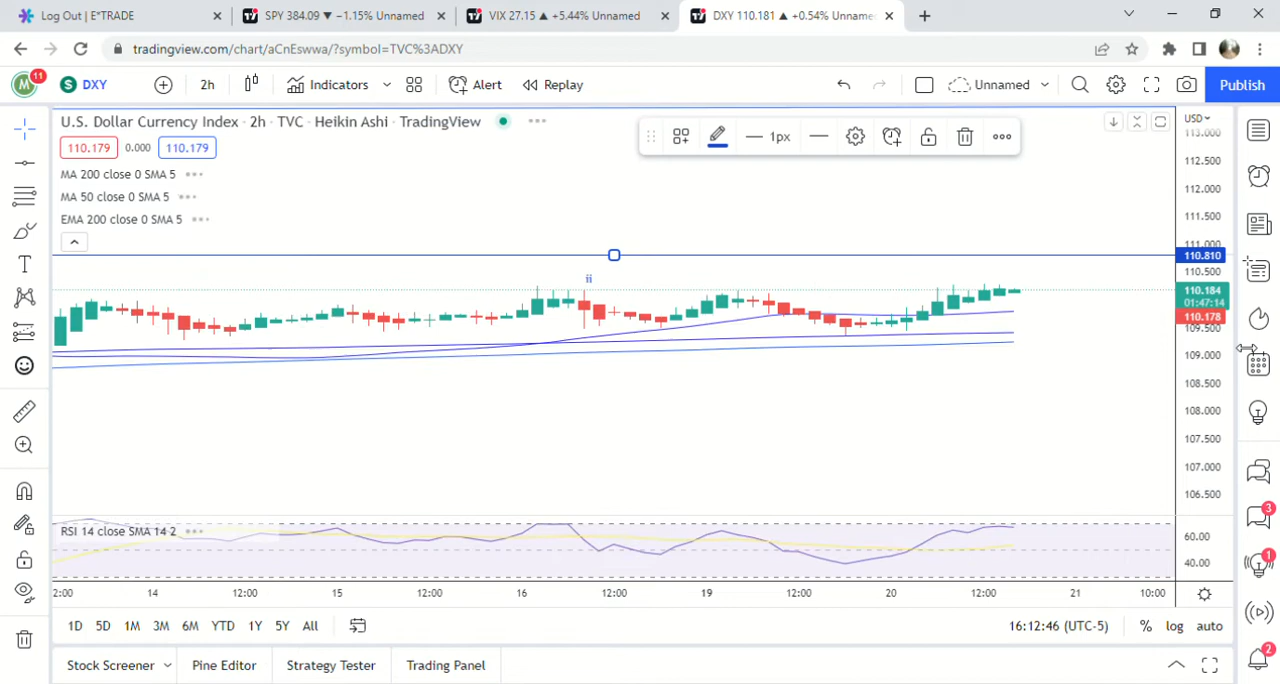 Log Out | E*TRADE
SPY 384.09 ▼ −1.15% Unnamed
VIX 27.15 ▲ +5.44% Unnamed
DXY 110.181 ▲ +0.54% Unname
tradingview.com/chart/aCnEswwa/?symbol=TVC%3ADXY
M 11 S DXY 2h Indicators Alert Replay Unnamed Publish
U.S. Dollar Currency Index · 2h · TVC · Heikin Ashi · TradingView
USD
1px
110.179 0.000 110.179
MA 200 close 0 SMA 5
MA 50 close 0 SMA 5
EMA 200 close 0 SMA 5
ii
113.000
112.500
112.000
111.500
111.000
110.810
110.500
110.184
01:47:14
110.178
109.500
109.000
108.500
108.000
107.500
107.000
106.500
RSI 14 close SMA 14 2
60.00
40.00
2:00 14 12:00 15 12:00 16 12:00 19 12:00 20 12:00 21 10:00
1D 5D 1M 3M 6M YTD 1Y 5Y All
16:12:46 (UTC-5) % log auto
Stock Screener Pine Editor Strategy Tester Trading Panel
3
1
2